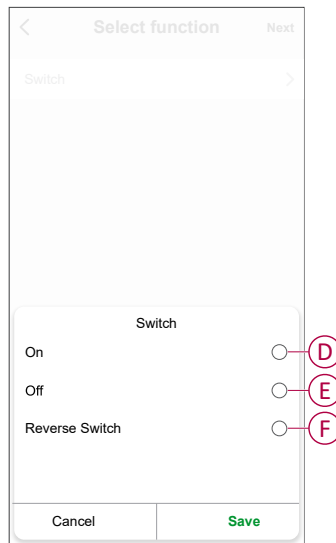 Select function Next
Switch
Switch
On D
Off E
Reverse Switch F
Cancel Save